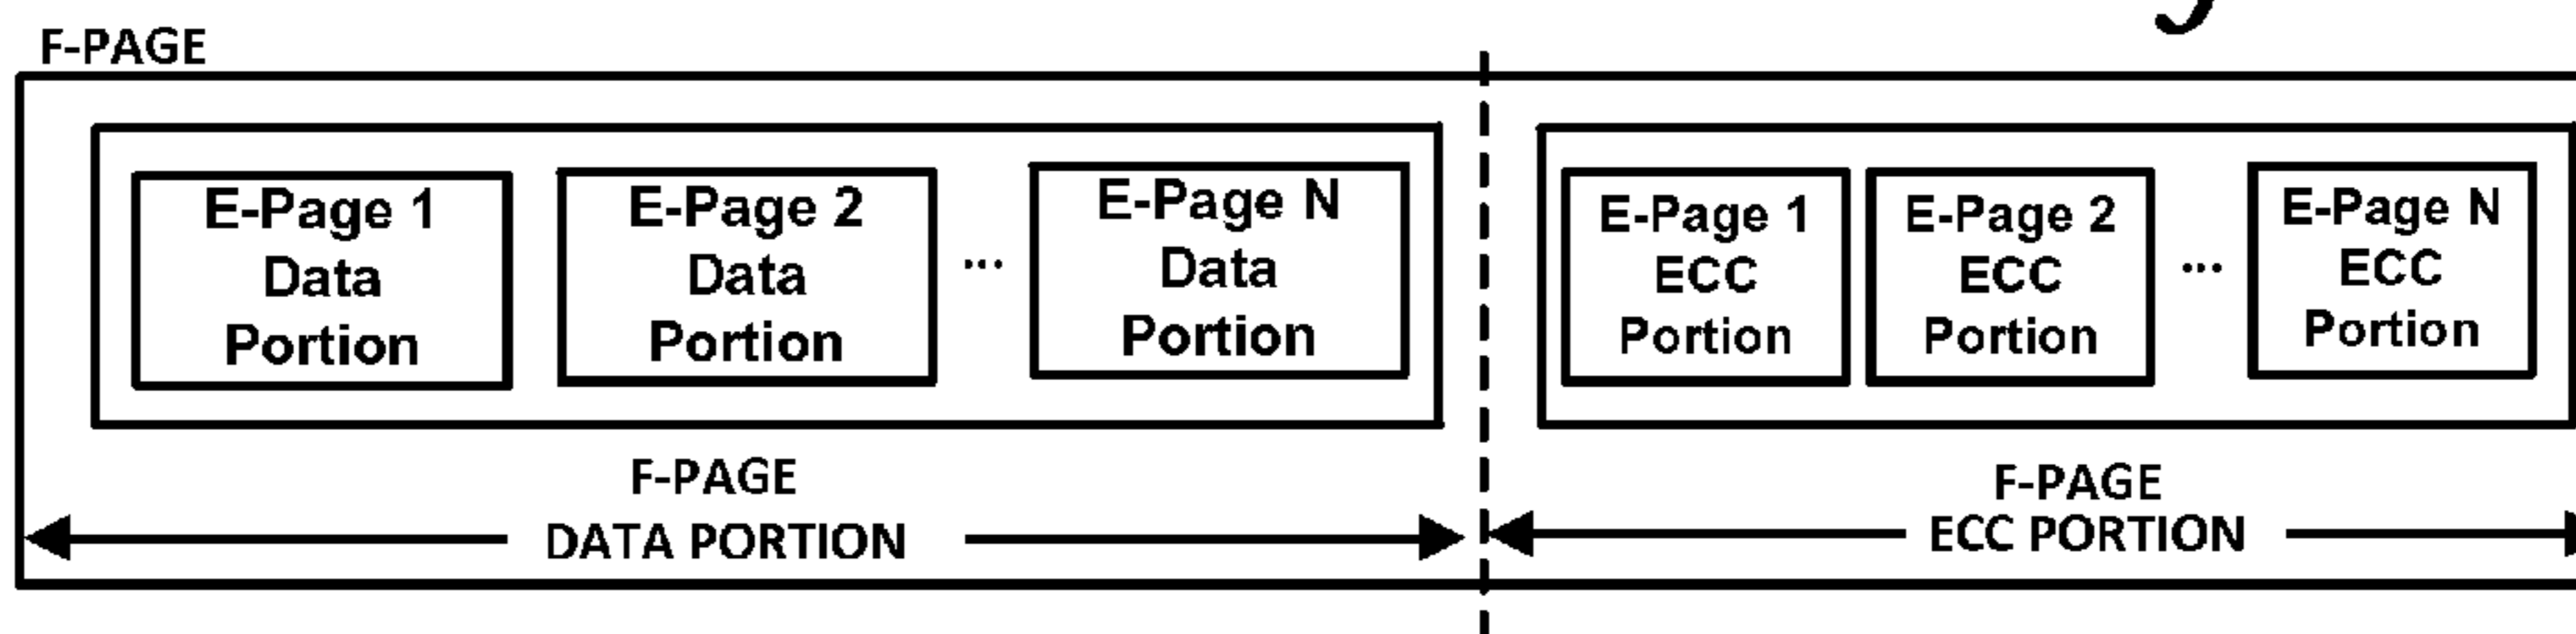 F-PAGE
E-Page 1
Data
Portion
E-Page 2
Data
Portion
...
E-Page N
Data
Portion
E-Page 1
ECC
Portion
E-Page 2
ECC
Portion
...
E-Page N
ECC
Portion
F-PAGE
DATA PORTION
F-PAGE
ECC PORTION